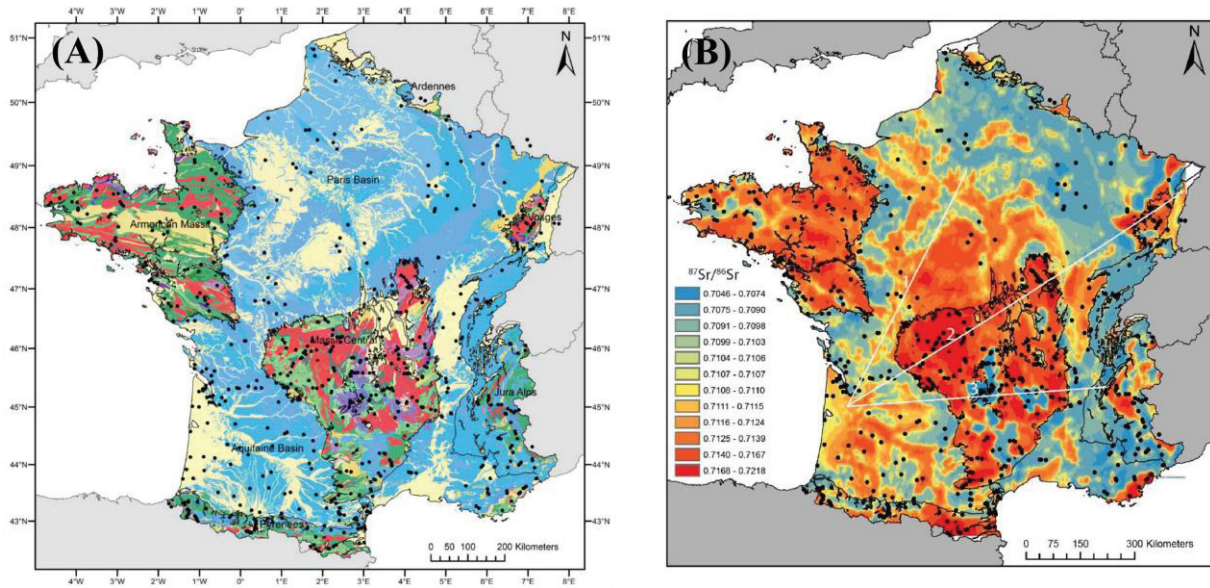 (A)
N
51°N
50°N
49°N
48°N
47°N
46°N
45°N
44°N
43°N
Ardennes
Paris Basin
Vosges
Armorican Massif
Massif Central
Jura Alps
Aquitaine Basin
Pyrenees
0 50 100 200 Kilometers
4°W 3°W 2°W 1°W 0° 1°E 2°E 3°E 4°E 5°E 6°E 7°E 8°E
(B)
N
87Sr/86Sr
0.7046 - 0.7074
0.7075 - 0.7090
0.7091 - 0.7098
0.7099 - 0.7103
0.7104 - 0.7106
0.7107 - 0.7107
0.7108 - 0.7110
0.7111 - 0.7115
0.7116 - 0.7124
0.7125 - 0.7139
0.7140 - 0.7167
0.7168 - 0.7218
2
3
0 75 150 300 Kilometers